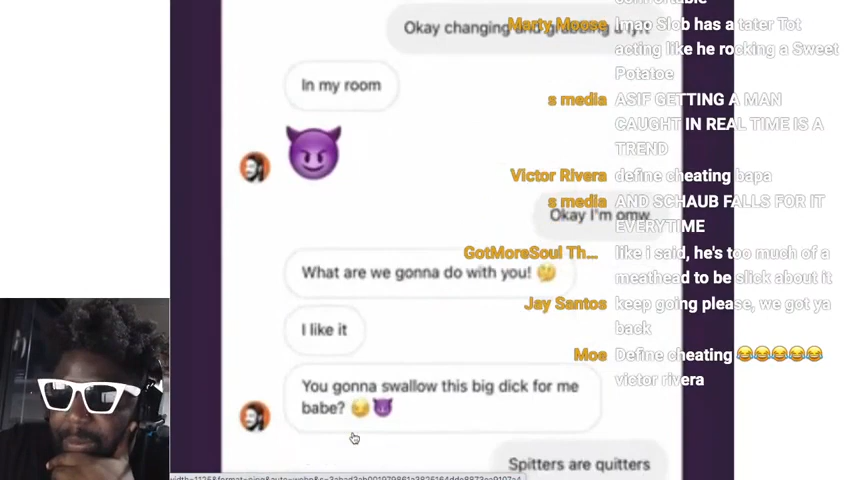 comfortable
Okay changing and grabbing a lyft
Marty Moose lmao Slob has a tater Tot
acting like he rocking a Sweet
Potatoe
In my room
s media ASIF GETTING A MAN
CAUGHT IN REAL TIME IS A
TREND
Victor Rivera define cheating bapa
s media AND SCHAUB FALLS FOR IT
EVERYTIME
Okay I'm omw
GotMoreSoul Th... like i said, he's too much of a
meathead to be slick about it
What are we gonna do with you! 🤔
Jay Santos keep going please, we got ya
back
I like it
Moe Define cheating 😂😂😂😂😂
victor rivera
You gonna swallow this big dick for me
babe? 😏😈
Spitters are quitters